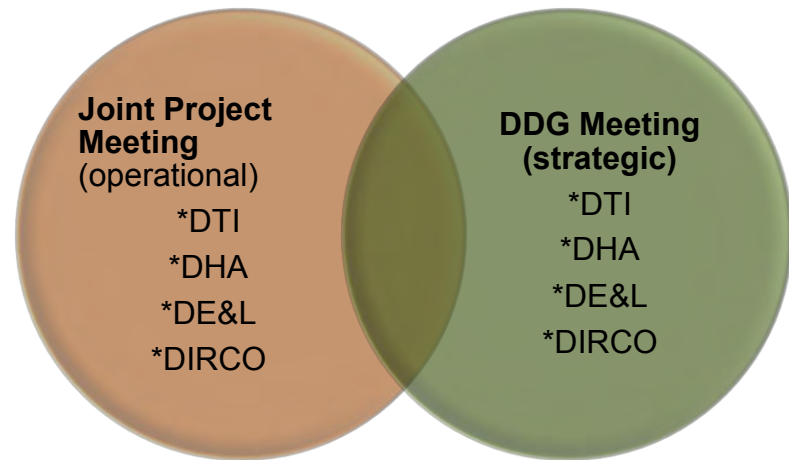 Joint Project
Meeting
(operational)
*DTI
*DHA
*DE&L
*DIRCO
DDG Meeting
(strategic)
*DTI
*DHA
*DE&L
*DIRCO